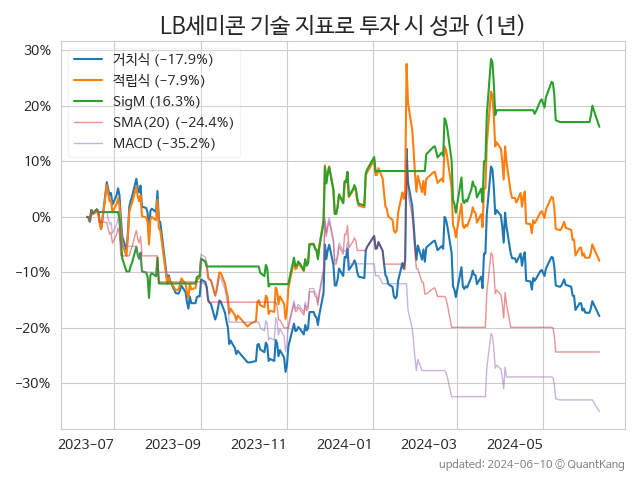 LB세미콘 기술 지표로 투자 시 성과 (1년)
거치식 (−17.9%)
적립식 (−7.9%)
SigM (16.3%)
SMA(20) (−24.4%)
MACD (−35.2%)
30%
20%
10%
0%
−10%
−20%
−30%
2023-07 2023-09 2023-11 2024-01 2024-03 2024-05
updated: 2024-06-10 © QuantKang